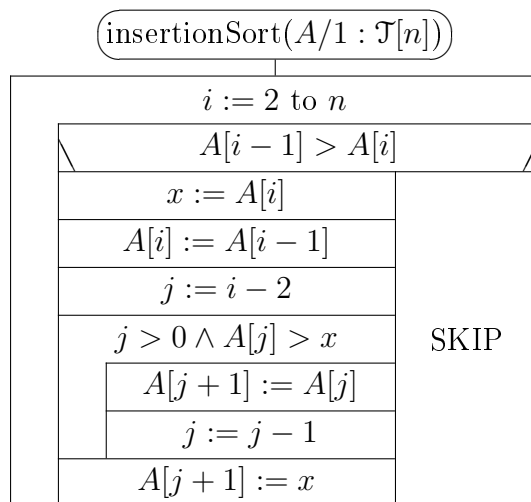 insertionSort(A/1 : 𝒯[n])
i := 2 to n
A[i − 1] > A[i]
x := A[i]
A[i] := A[i − 1]
j := i − 2
j > 0 ∧ A[j] > x
SKIP
A[j + 1] := A[j]
j := j − 1
A[j + 1] := x